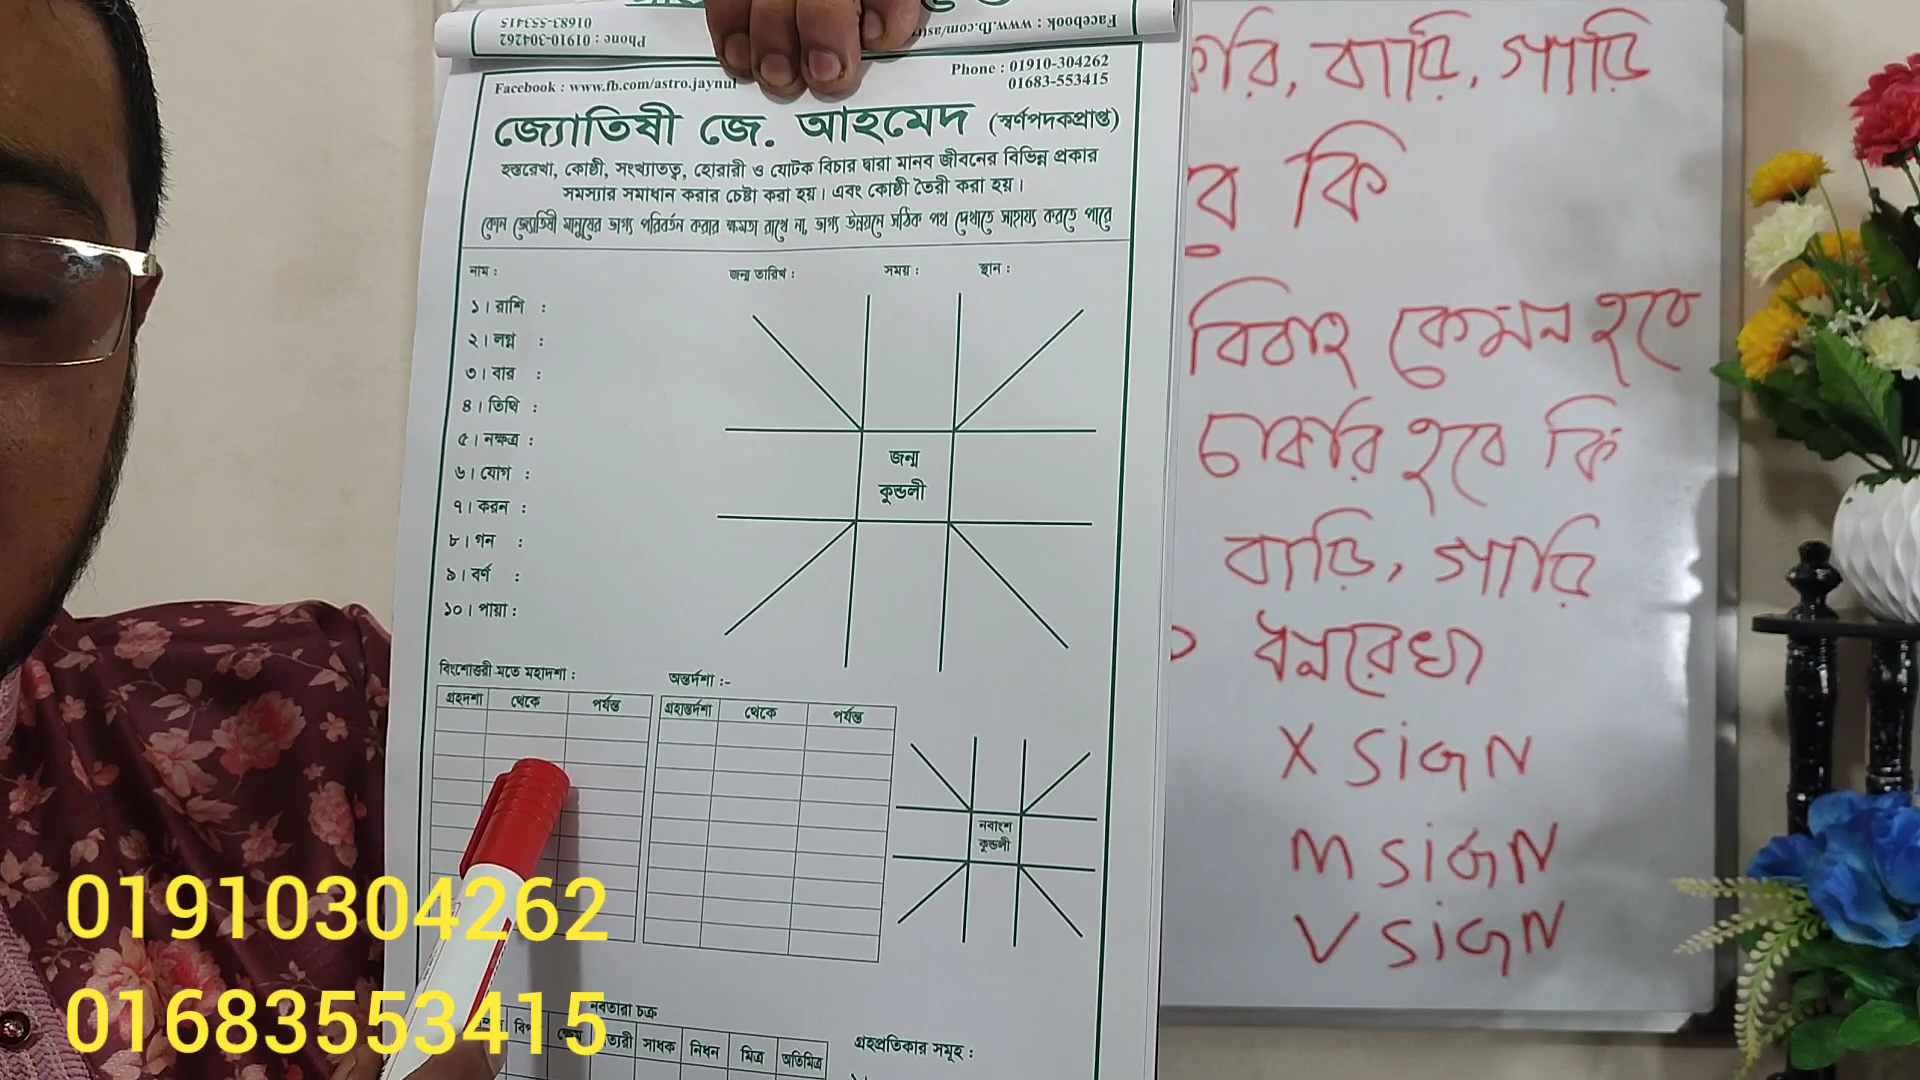 01683-553415
Phone : 01910-304262
Facebook : www.fb.com/astro.jaynul
Phone : 01910-304262
01683-553415
জ্যোতিষী জে. আহমেদ (স্বর্ণপদকপ্রাপ্ত)
হস্তরেখা, কোষ্ঠী, সংখ্যাতত্ব, হোরারী ও যোটক বিচার দ্বারা মানব জীবনের বিভিন্ন প্রকার
সমস্যার সমাধান করার চেষ্টা করা হয়। এবং কোষ্ঠী তৈরী করা হয়।
কোন জ্যোতিষী মানুষের ভাগ্য পরিবর্তন করার ক্ষমতা রাখে না, ভাগ্য উন্নয়নে সঠিক পথ দেখাতে সাহায্য করতে পারে
নাম : জন্ম তারিখ : সময় : স্থান :
১। রাশি :
২। লগ্ন :
৩। বার :
৪। তিথি :
৫। নক্ষত্র :
৬। যোগ :
৭। করন :
৮। গন :
৯। বর্ণ :
১০। পায়া :
জন্ম
কুন্ডলী
বিংশোত্তরী মতে মহাদশা :
গ্রহদশা থেকে পর্যন্ত
অন্তর্দশা :-
গ্রহান্তর্দশা থেকে পর্যন্ত
নবাংশ
কুন্ডলী
নবতারা চক্র
ক্ষেম সাধক নিধন মিত্র অতিমিত্র
গ্রহপ্রতিকার সমূহ :
বাড়ি, গাড়ি
কি
বিবাহ কেমন হবে
চাকরি হবে কি
বাড়ি, গাড়ি
ধনরেখা
X SiGN
M SiGN
V SiGN
01910304262
01683553415